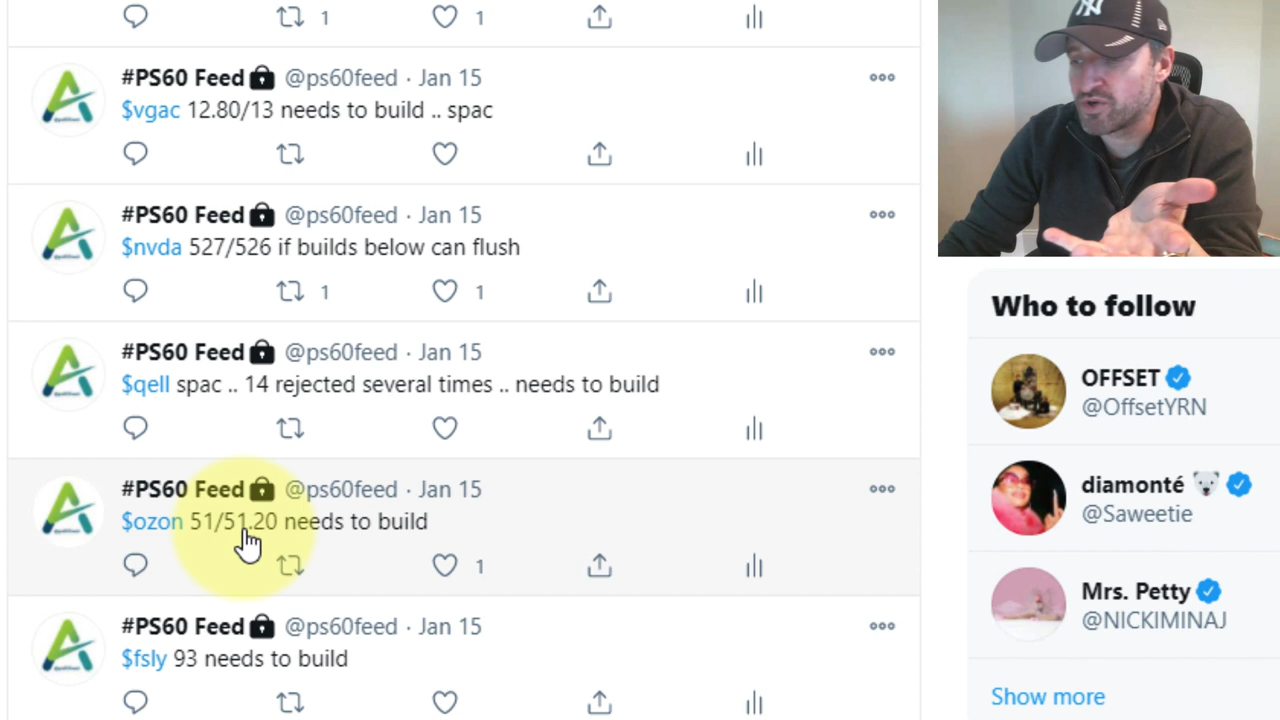 1
1
#PS60 Feed @ps60feed · Jan 15
$vgac 12.80/13 needs to build .. spac
#PS60 Feed @ps60feed · Jan 15
$nvda 527/526 if builds below can flush
1
1
#PS60 Feed @ps60feed · Jan 15
$qell spac .. 14 rejected several times .. needs to build
#PS60 Feed @ps60feed · Jan 15
$ozon 51/51.20 needs to build
1
#PS60 Feed @ps60feed · Jan 15
$fsly 93 needs to build
NY
Who to follow
OFFSET
@OffsetYRN
diamonté
@Saweetie
Mrs. Petty
@NICKIMINAJ
Show more